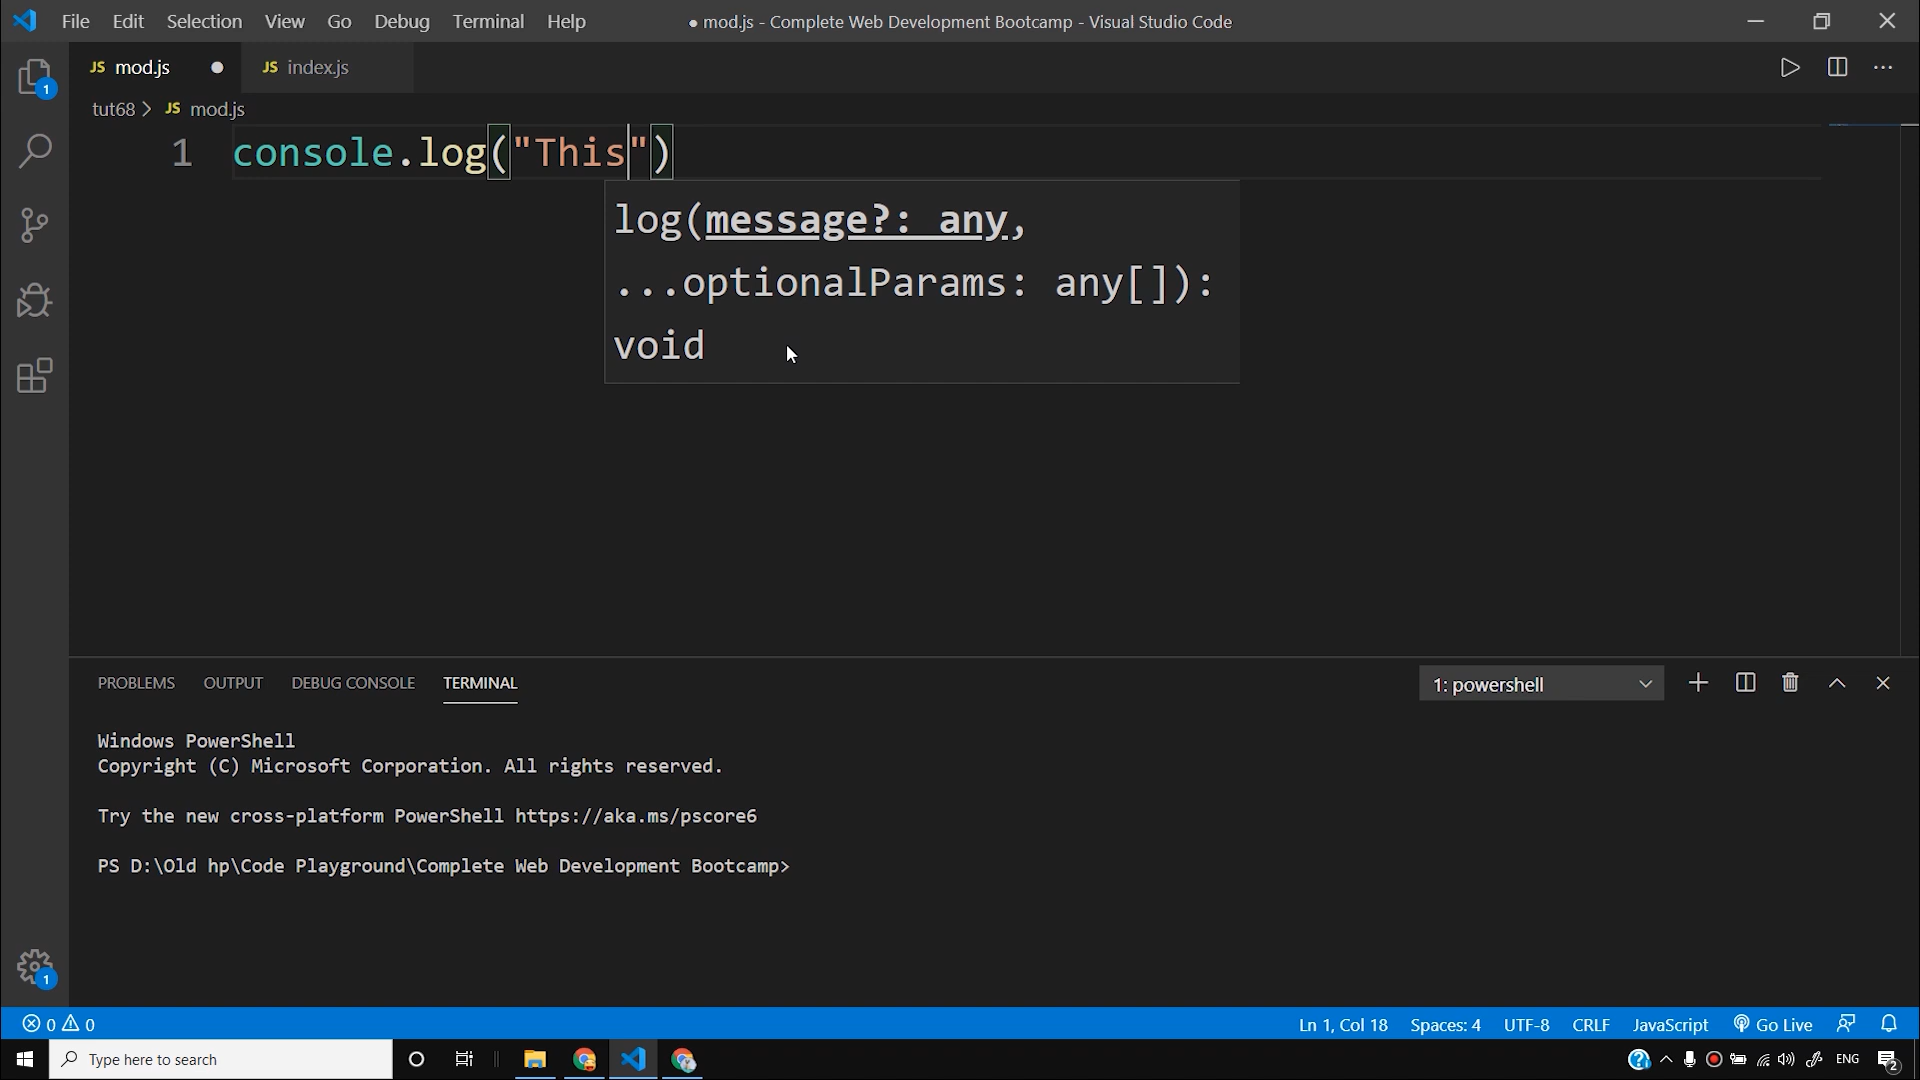 File Edit Selection View Go Debug Terminal Help
● mod.js - Complete Web Development Bootcamp - Visual Studio Code
JS mod.js ●
JS index.js
1
tut68 > JS mod.js
1 console.log("This")
log(message?: any,
...optionalParams: any[]):
void
PROBLEMS OUTPUT DEBUG CONSOLE TERMINAL
1: powershell
Windows PowerShell
Copyright (C) Microsoft Corporation. All rights reserved.
Try the new cross-platform PowerShell https://aka.ms/pscore6
PS D:\Old hp\Code Playground\Complete Web Development Bootcamp>
1
0 0
Ln 1, Col 18 Spaces: 4 UTF-8 CRLF JavaScript Go Live
Type here to search
ENG
2